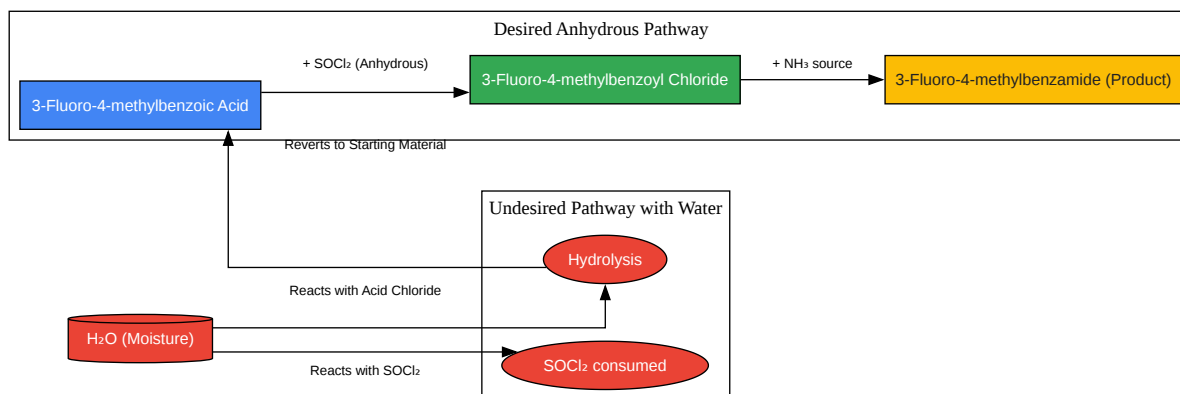 Desired Anhydrous Pathway
+ SOCl₂ (Anhydrous)
+ NH₃ source
3-Fluoro-4-methylbenzoic Acid
3-Fluoro-4-methylbenzoyl Chloride
3-Fluoro-4-methylbenzamide (Product)
Reverts to Starting Material
Undesired Pathway with Water
Hydrolysis
Reacts with Acid Chloride
H₂O (Moisture)
SOCl₂ consumed
Reacts with SOCl₂